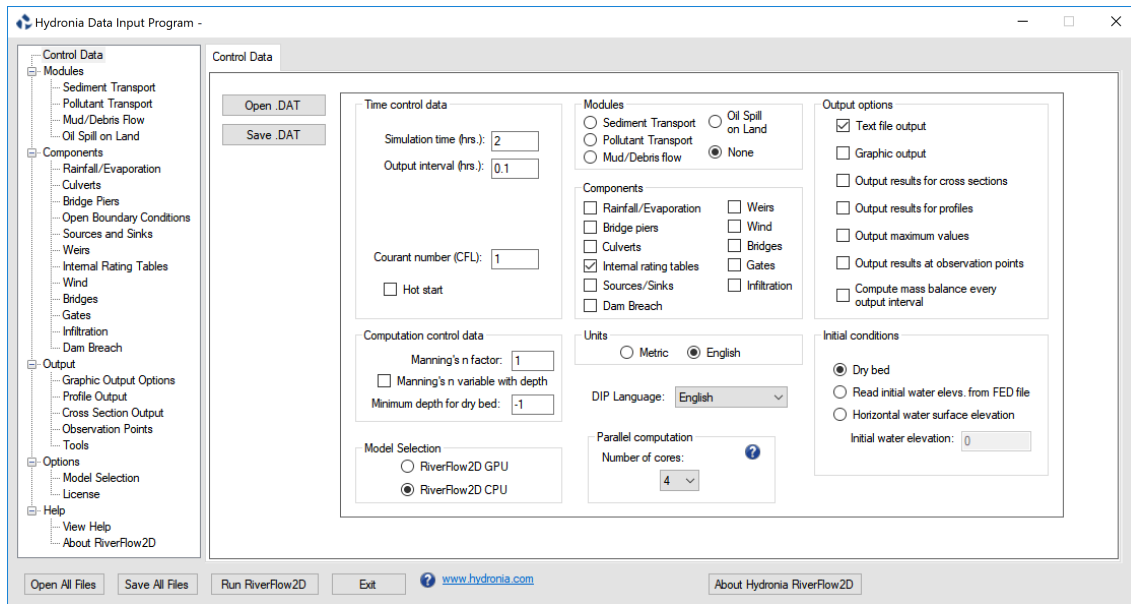 Hydronia Data Input Program -
Control Data
Modules
Sediment Transport
Pollutant Transport
Mud/Debris Flow
Oil Spill on Land
Components
Rainfall/Evaporation
Culverts
Bridge Piers
Open Boundary Conditions
Sources and Sinks
Weirs
Internal Rating Tables
Wind
Bridges
Gates
Infiltration
Dam Breach
Output
Graphic Output Options
Profile Output
Cross Section Output
Observation Points
Tools
Options
Model Selection
License
Help
View Help
About RiverFlow2D
Control Data
Open .DAT
Save .DAT
Time control data
Simulation time (hrs.): 2
Output interval (hrs.): 0.1
Courant number (CFL): 1
Hot start
Computation control data
Manning's n factor: 1
Manning's n variable with depth
Minimum depth for dry bed: -1
Model Selection
RiverFlow2D GPU
RiverFlow2D CPU
Modules
Sediment Transport
Pollutant Transport
Mud/Debris flow
Oil Spill
on Land
None
Components
Rainfall/Evaporation
Bridge piers
Culverts
Internal rating tables
Sources/Sinks
Dam Breach
Weirs
Wind
Bridges
Gates
Infiltration
Units
Metric
English
DIP Language: English
Parallel computation
Number of cores:
4
Output options
Text file output
Graphic output
Output results for cross sections
Output results for profiles
Output maximum values
Output results at observation points
Compute mass balance every
output interval
Initial conditions
Dry bed
Read initial water elevs. from FED file
Horizontal water surface elevation
Initial water elevation: 0
Open All Files
Save All Files
Run RiverFlow2D
Exit
www.hydronia.com
About Hydronia RiverFlow2D